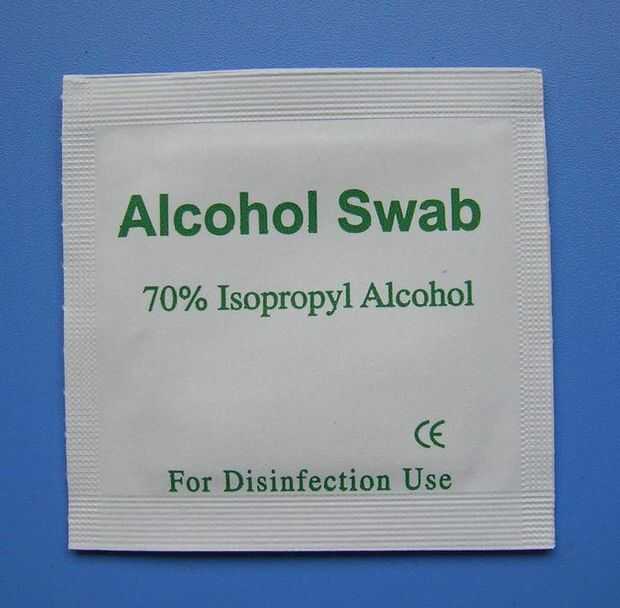 Alcohol Swab
70% Isopropyl Alcohol
CE
For Disinfection Use